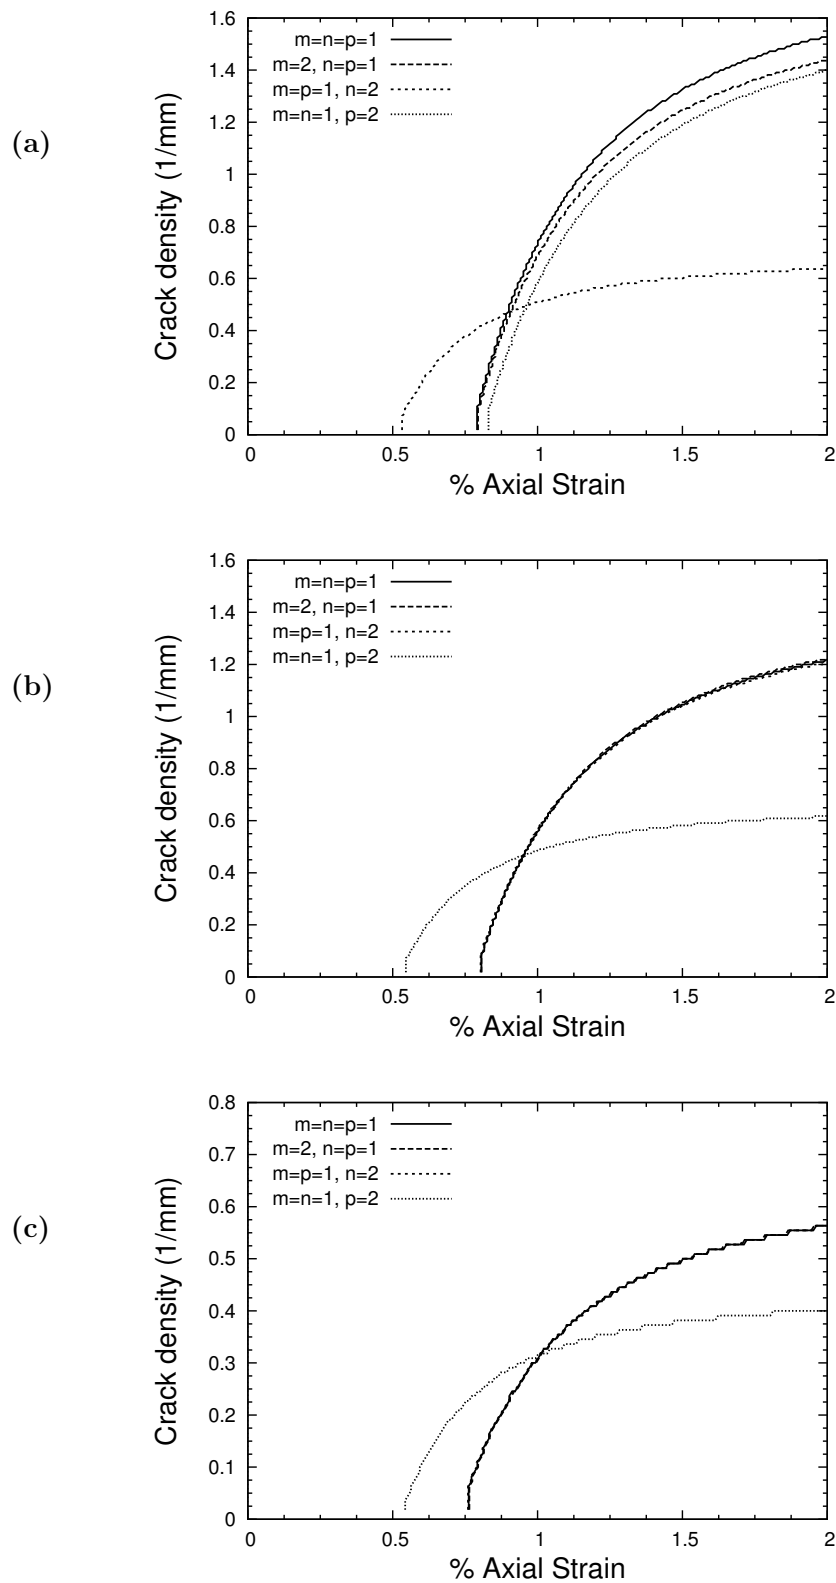 (a)
Crack density (1/mm)
1.6
1.4
1.2
1
0.8
0.6
0.4
0.2
0
m=n=p=1
m=2, n=p=1
m=p=1, n=2
m=n=1, p=2
0 0.5 1 1.5 2
% Axial Strain
(b)
Crack density (1/mm)
1.6
1.4
1.2
1
0.8
0.6
0.4
0.2
0
m=n=p=1
m=2, n=p=1
m=p=1, n=2
m=n=1, p=2
0 0.5 1 1.5 2
% Axial Strain
(c)
Crack density (1/mm)
0.8
0.7
0.6
0.5
0.4
0.3
0.2
0.1
0
m=n=p=1
m=2, n=p=1
m=p=1, n=2
m=n=1, p=2
0 0.5 1 1.5 2
% Axial Strain